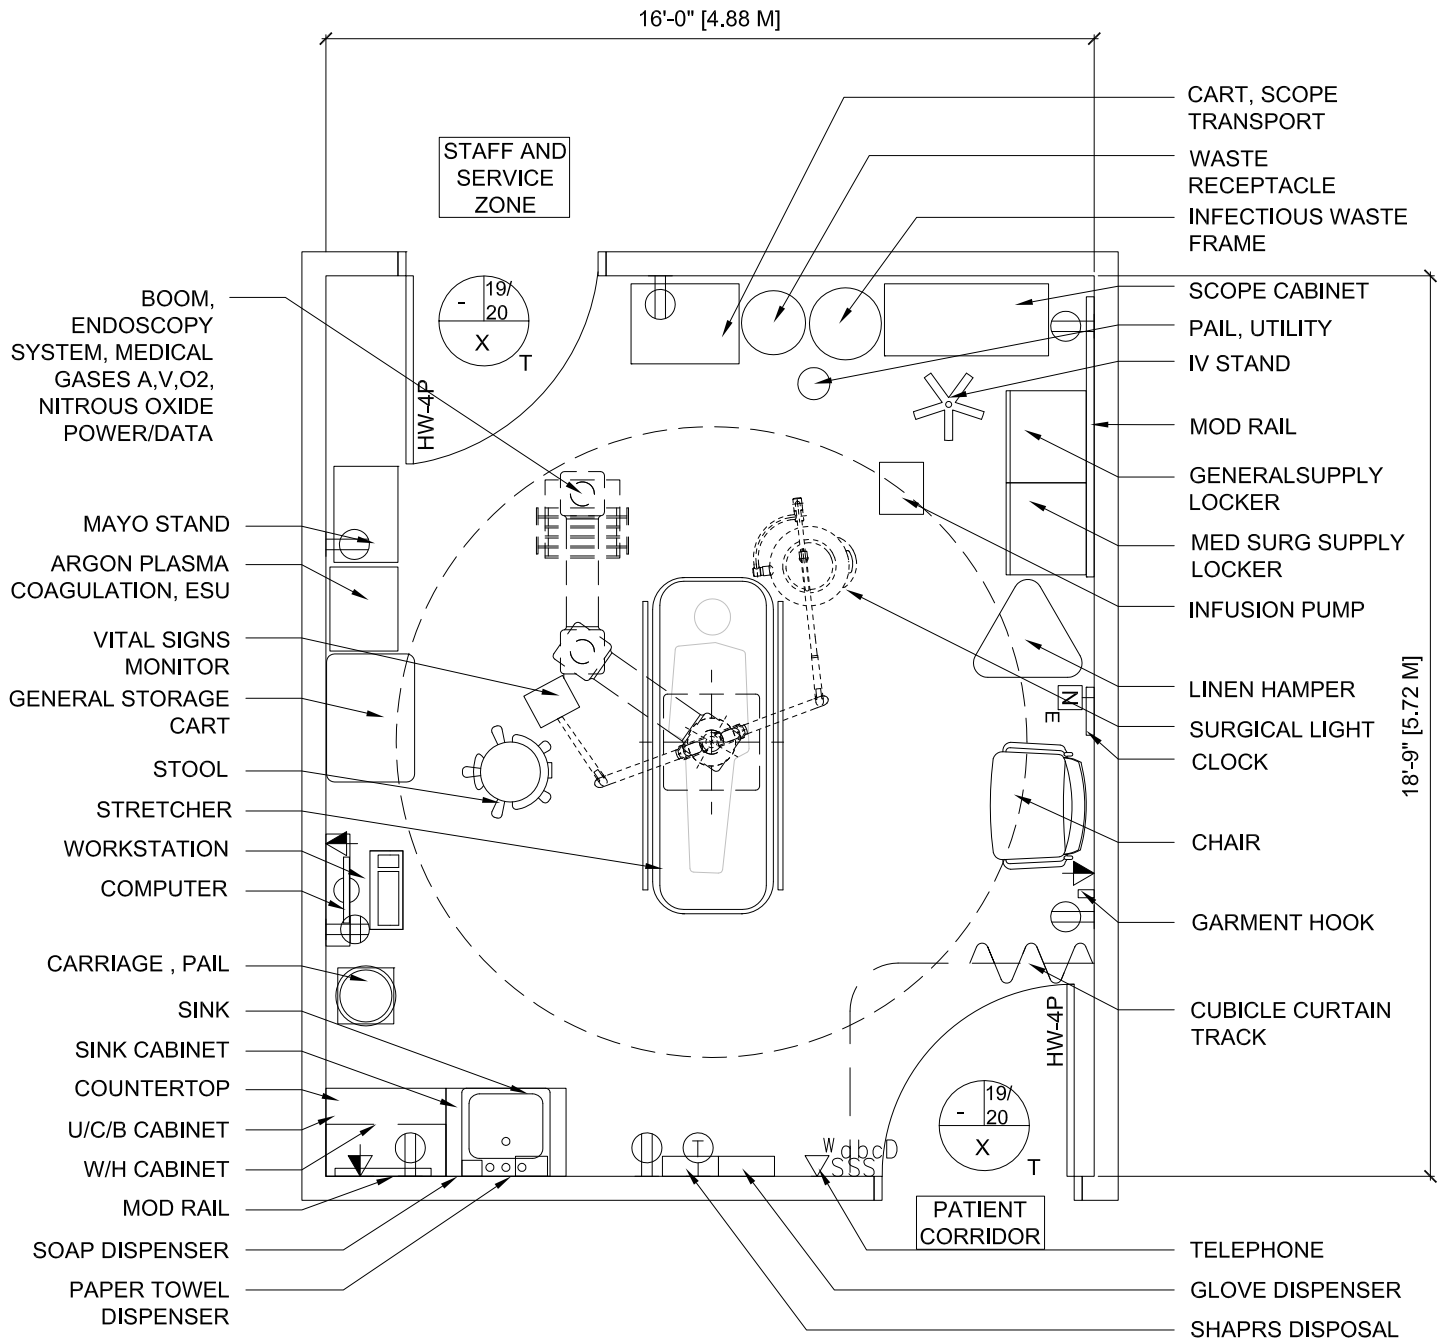 16'-0" [4.88 M]
STAFF AND
SERVICE
ZONE
BOOM,
ENDOSCOPY
SYSTEM, MEDICAL
GASES A,V,O2,
NITROUS OXIDE
POWER/DATA
MAYO STAND
ARGON PLASMA
COAGULATION, ESU
VITAL SIGNS
MONITOR
GENERAL STORAGE
CART
STOOL
STRETCHER
WORKSTATION
COMPUTER
CARRIAGE , PAIL
SINK
SINK CABINET
COUNTERTOP
U/C/B CABINET
W/H CABINET
MOD RAIL
SOAP DISPENSER
PAPER TOWEL
DISPENSER
-
19/
20
X
T
HW-4P
CART, SCOPE
TRANSPORT
WASTE
RECEPTACLE
INFECTIOUS WASTE
FRAME
SCOPE CABINET
PAIL, UTILITY
IV STAND
MOD RAIL
GENERALSUPPLY
LOCKER
MED SURG SUPPLY
LOCKER
INFUSION PUMP
LINEN HAMPER
SURGICAL LIGHT
CLOCK
CHAIR
GARMENT HOOK
CUBICLE CURTAIN
TRACK
TELEPHONE
GLOVE DISPENSER
SHAPRS DISPOSAL
18'-9" [5.72 M]
N
E
HW-4P
-
19/
20
X
T
T
WdbcD
SSS
PATIENT
CORRIDOR